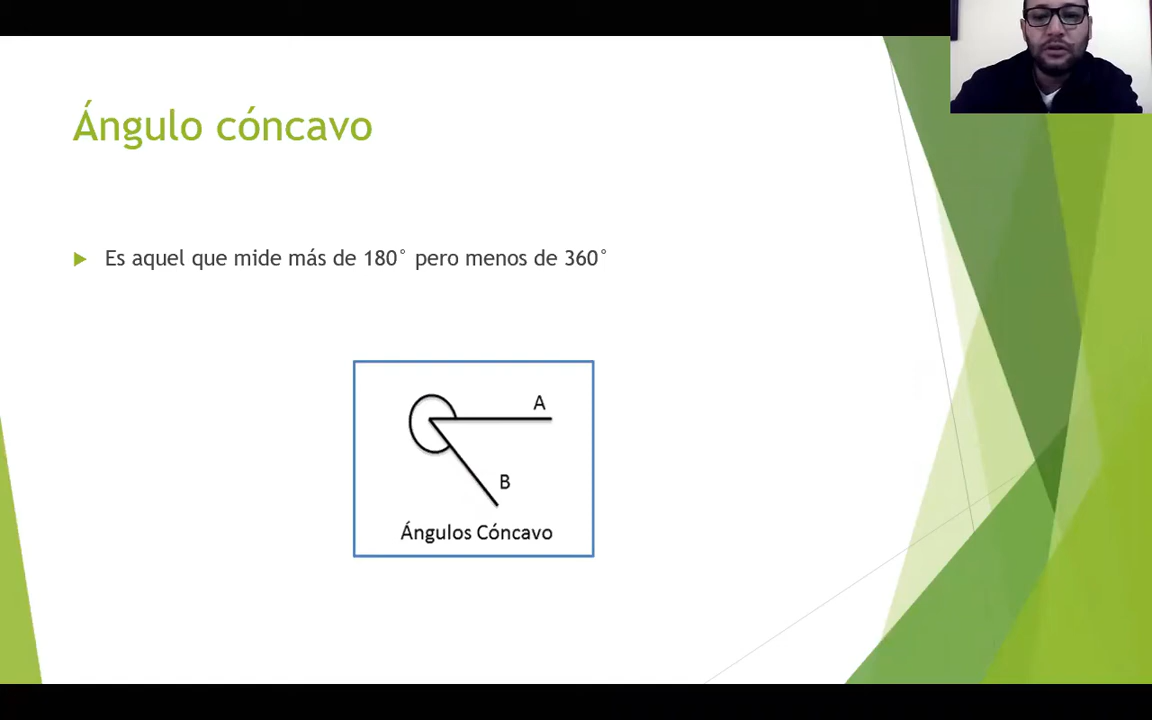 Ángulo cóncavo
Es aquel que mide más de 180° pero menos de 360°
A
B
Ángulos Cóncavo